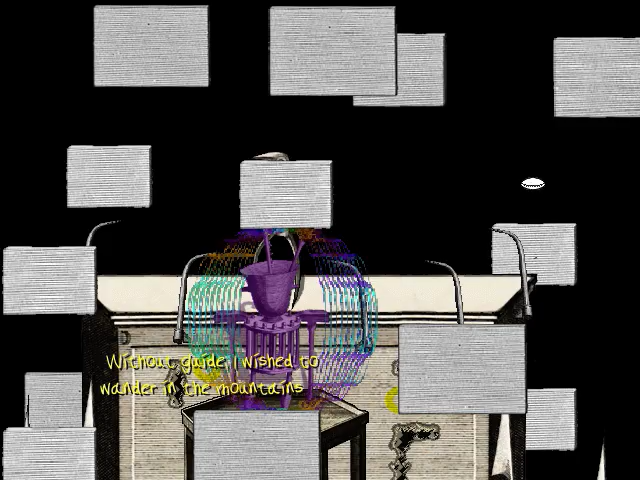 Without guide, I wished to
wander in the mountains